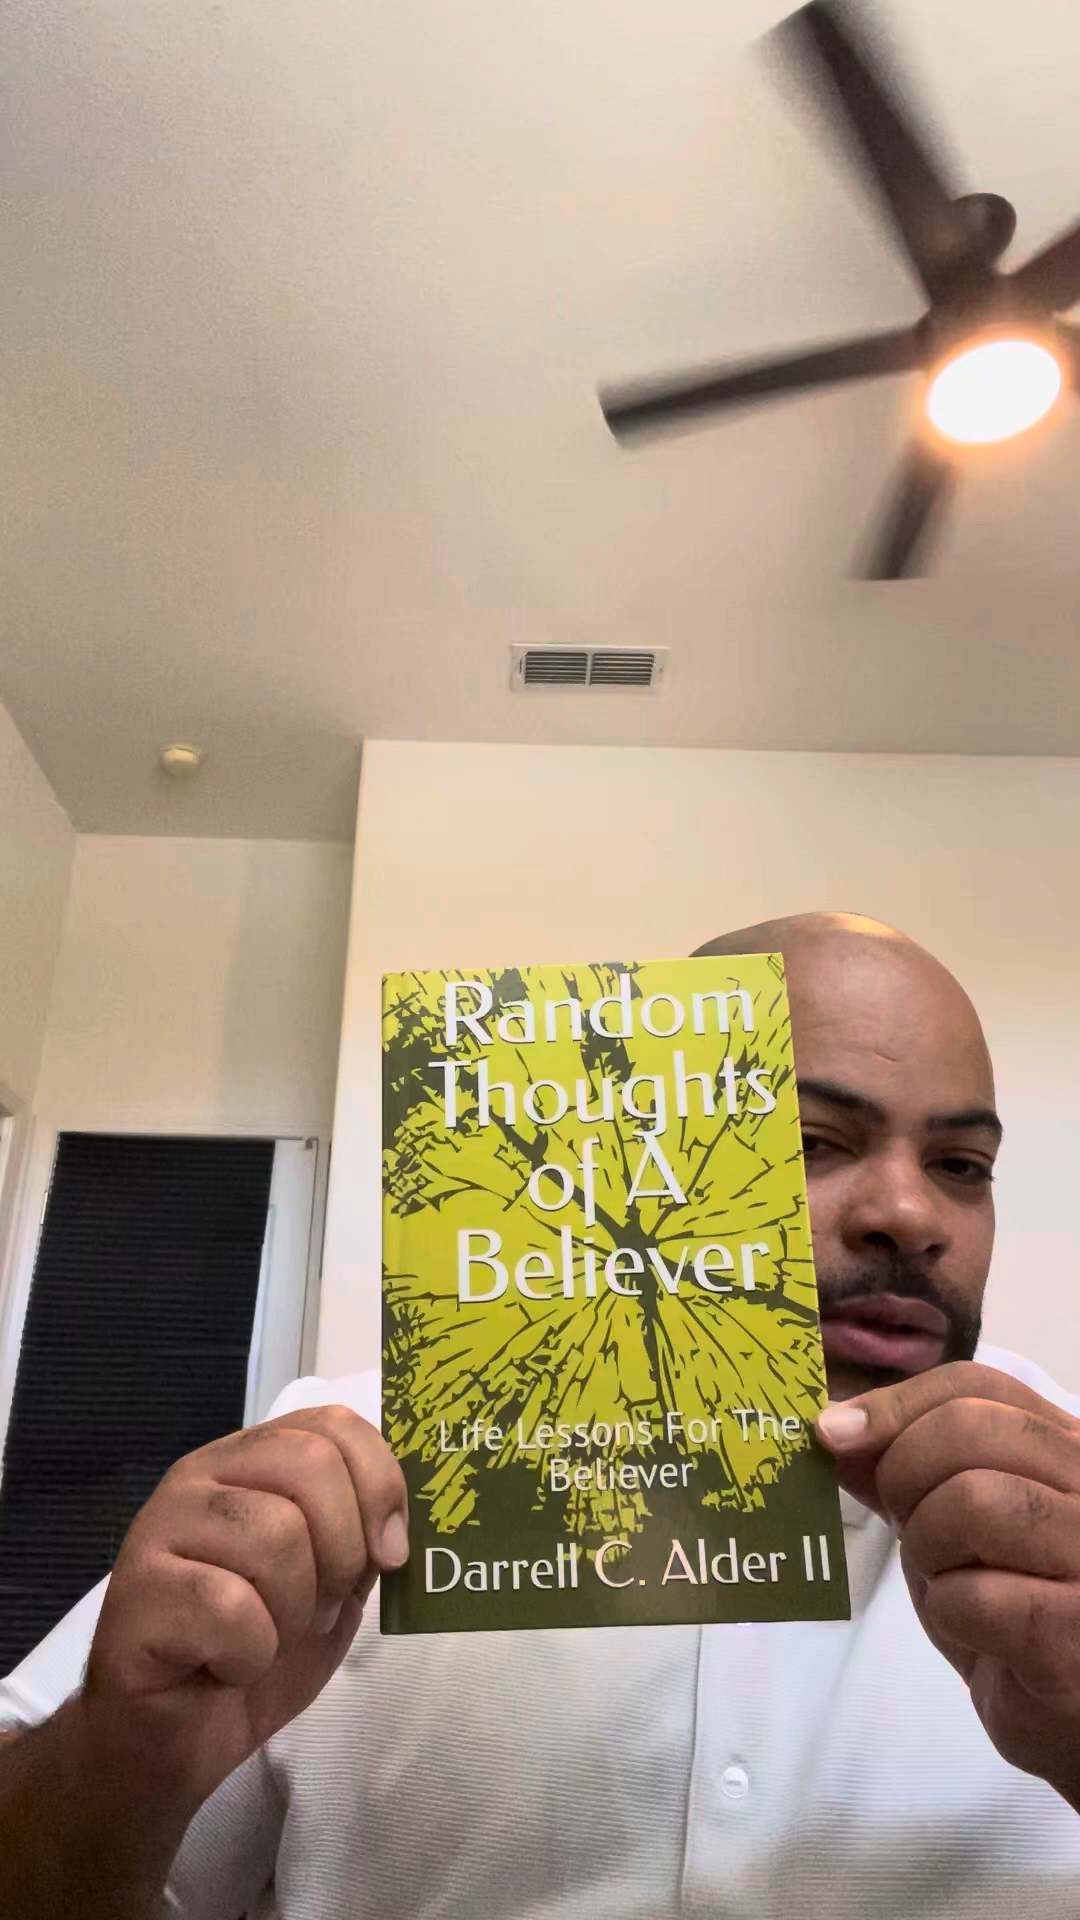 Random
Thoughts
of A
Believer
Life Lessons For The
Believer
Darrell C. Alder II